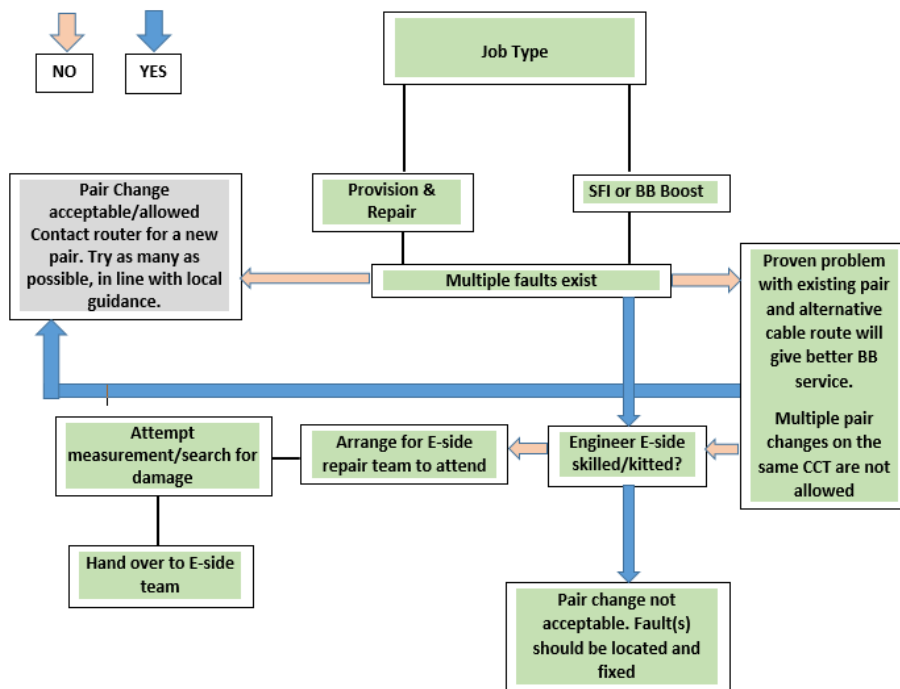 NO
YES
Job Type
Provision &
Repair
SFI or BB Boost
Pair Change
acceptable/allowed
Contact router for a new
pair. Try as many as
possible, in line with local
guidance.
Multiple faults exist
Proven problem
with existing pair
and alternative
cable route will
give better BB
service.
Multiple pair
changes on the
same CCT are not
allowed
Attempt
measurement/search for
damage
Arrange for E-side
repair team to attend
Engineer E-side
skilled/kitted?
Hand over to E-side
team
Pair change not
acceptable. Fault(s)
should be located and
fixed